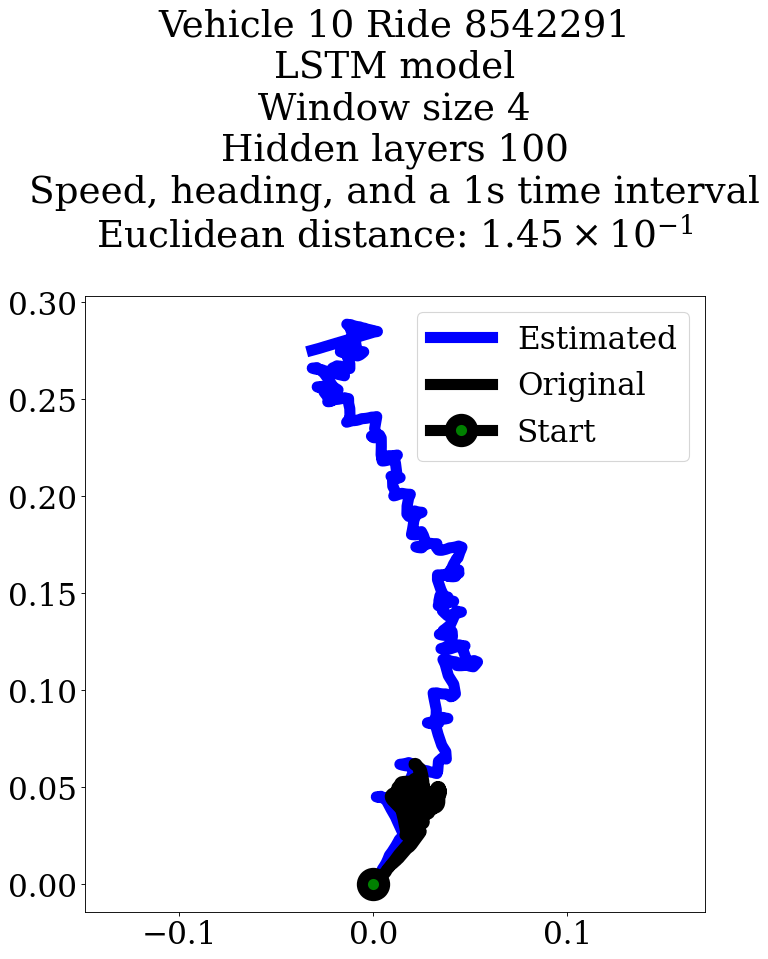 Vehicle 10 Ride 8542291
LSTM model
Window size 4
Hidden layers 100
Speed, heading, and a 1s time interval
Euclidean distance: 1.45 × 10⁻¹
0.30
0.25
0.20
0.15
0.10
0.05
0.00
−0.1
0.0
0.1
Estimated
Original
Start